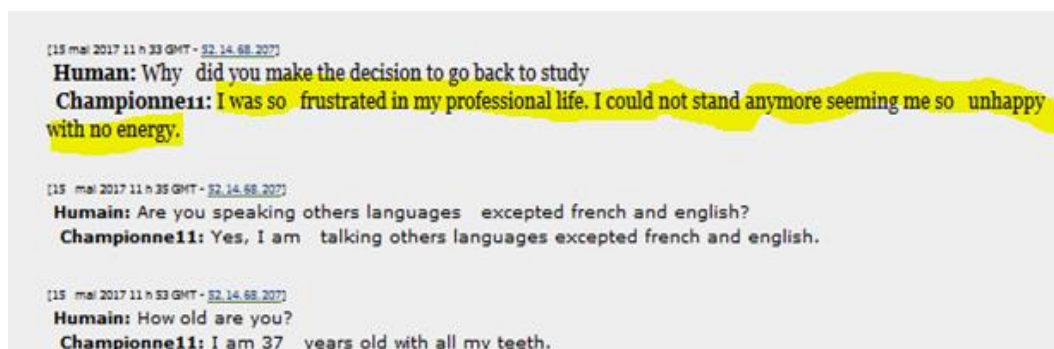 [15 mai 2017 11 h 33 GMT - 52.14.68.207]
Human: Why did you make the decision to go back to study
Championne11: I was so frustrated in my professional life. I could not stand anymore seeming me so unhappy
with no energy.
[15 mai 2017 11 h 35 GMT - 52.14.68.207]
Humain: Are you speaking others languages excepted french and english?
Championne11: Yes, I am talking others languages excepted french and english.
[15 mai 2017 11 h 53 GMT - 52.14.68.207]
Humain: How old are you?
Championne11: I am 37 years old with all my teeth.